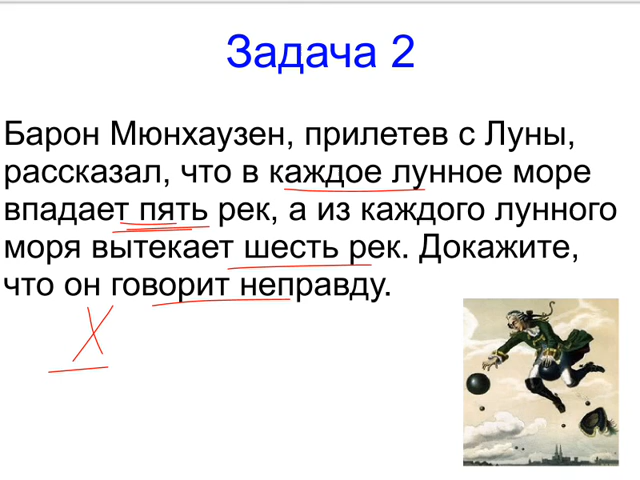 Задача 2
Барон Мюнхаузен, прилетев с Луны,
рассказал, что в каждое лунное море
впадает пять рек, а из каждого лунного
моря вытекает шесть рек. Докажите,
что он говорит неправду.
X